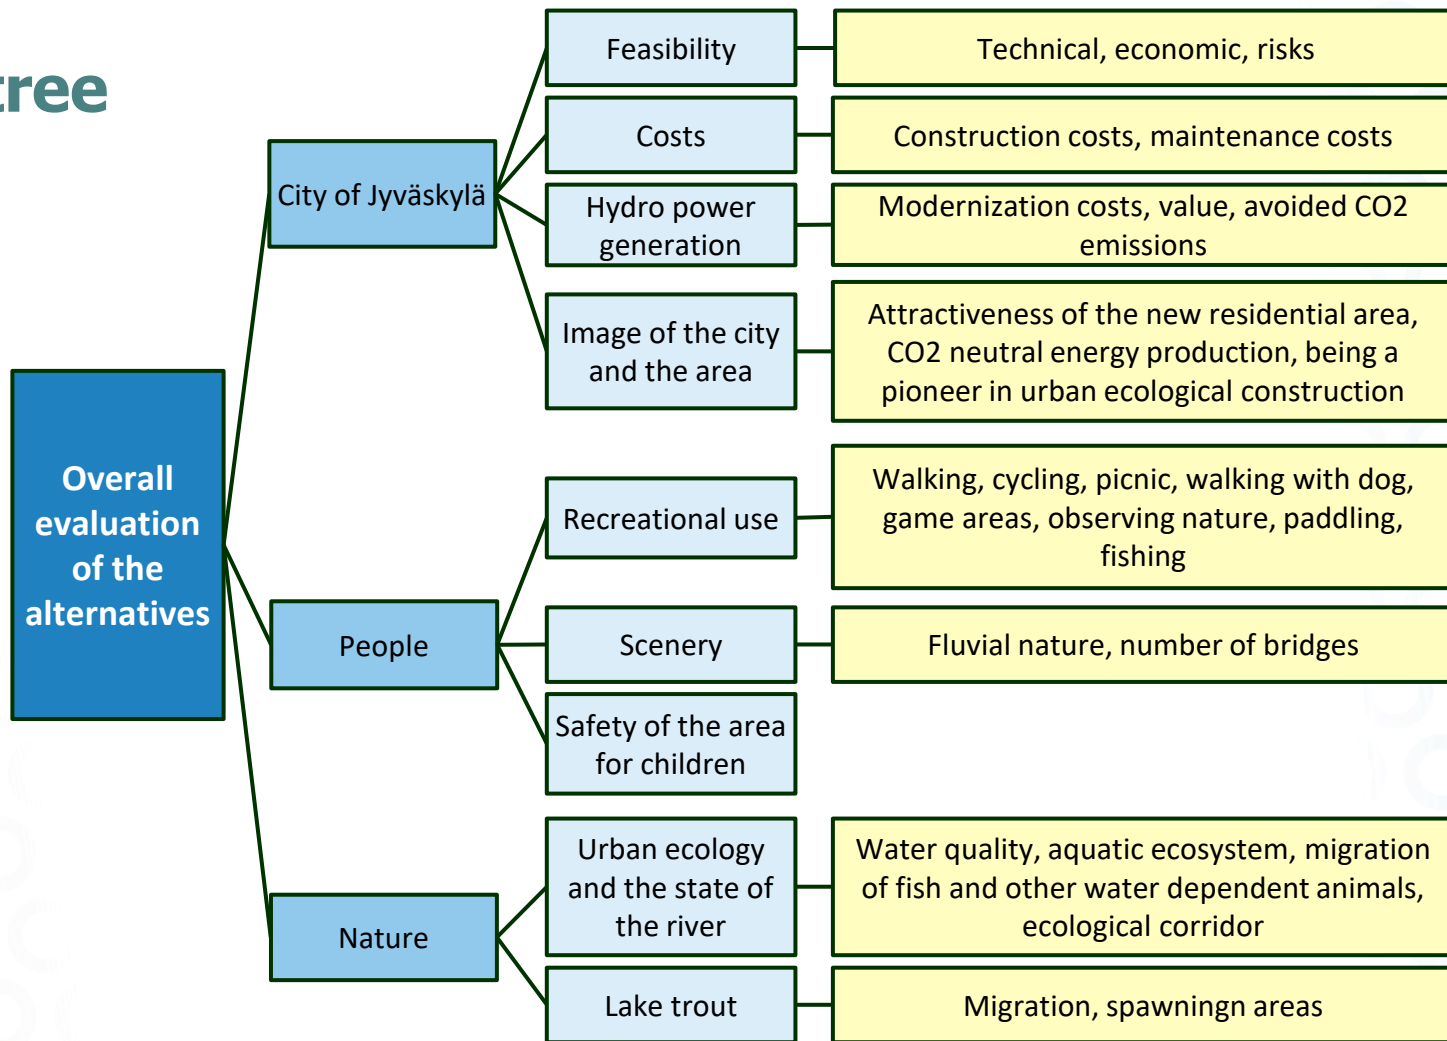 tree
Feasibility
Technical, economic, risks
Costs
Construction costs, maintenance costs
City of Jyväskylä
Hydro power
generation
Modernization costs, value, avoided CO2
emissions
Image of the city
and the area
Attractiveness of the new residential area,
CO2 neutral energy production, being a
pioneer in urban ecological construction
Overall
evaluation
of the
alternatives
Recreational use
Walking, cycling, picnic, walking with dog,
game areas, observing nature, paddling,
fishing
People
Scenery
Fluvial nature, number of bridges
Safety of the area
for children
Nature
Urban ecology
and the state of
the river
Water quality, aquatic ecosystem, migration
of fish and other water dependent animals,
ecological corridor
Lake trout
Migration, spawningn areas